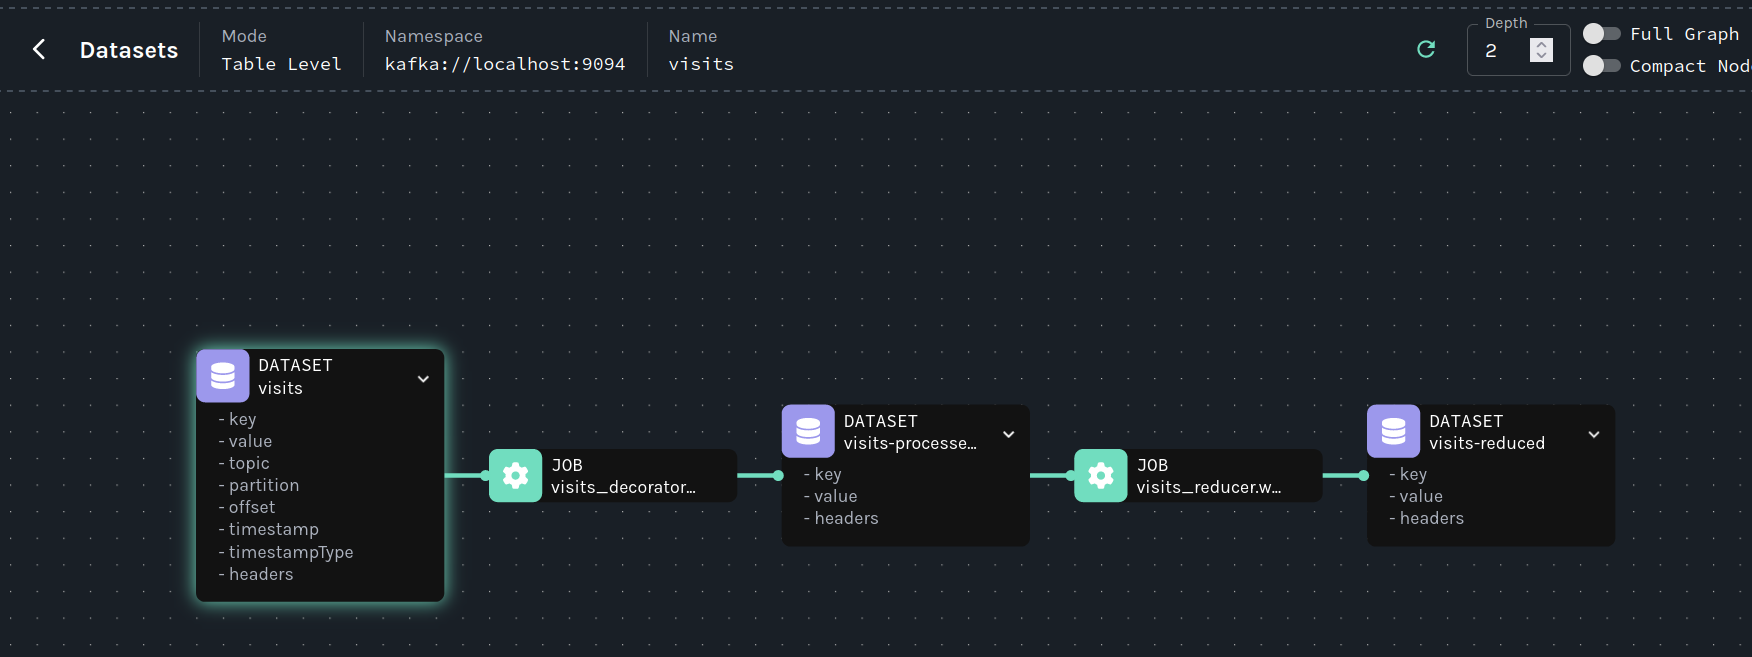 Datasets
Mode
Table Level
Namespace
kafka://localhost:9094
Name
visits
Depth
2
Full Graph
Compact Nod
DATASET
visits
- key
- value
- topic
- partition
- offset
- timestamp
- timestampType
- headers
JOB
visits_decorator...
DATASET
visits-processe...
- key
- value
- headers
JOB
visits_reducer.w...
DATASET
visits-reduced
- key
- value
- headers